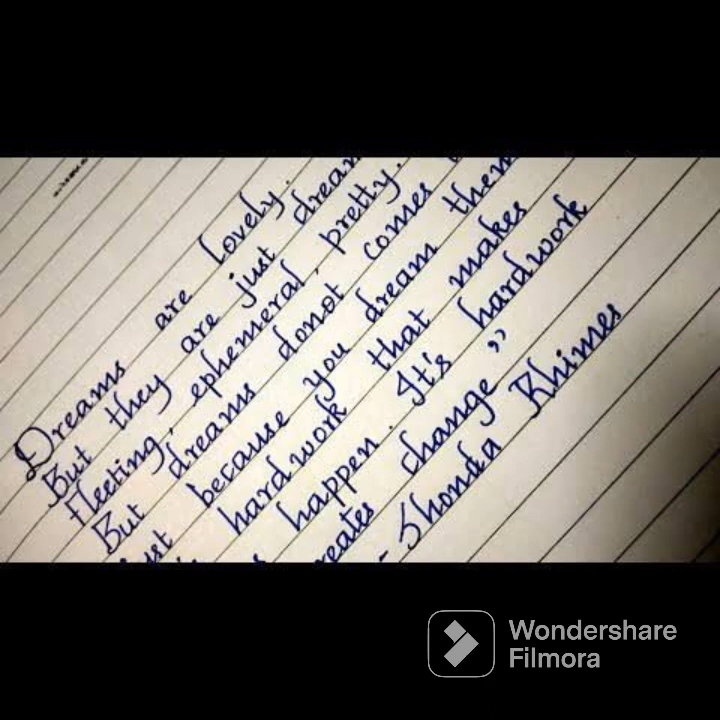 Dreams are lovely.
But they are just
Fleeting, ephemeral, pretty.
But dreams donot comes
because you dream
hardwork that makes
happen. It's hardwork
change"
- Shonda Rhimes
Wondershare
Filmora